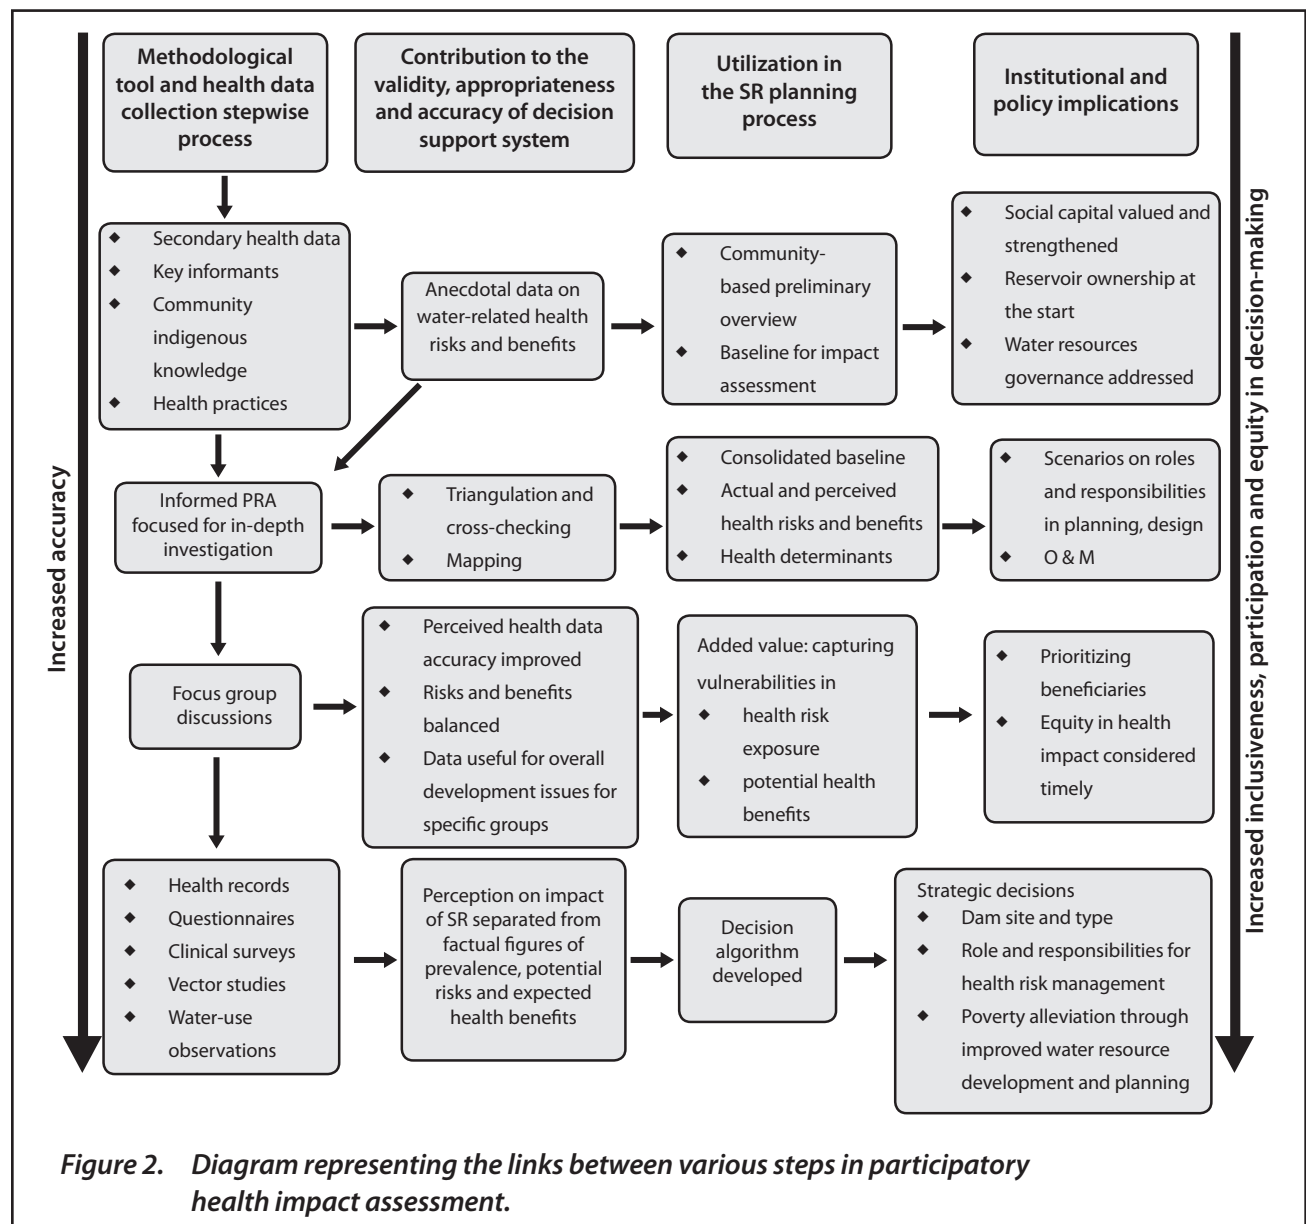 Methodological
tool and health data
collection stepwise
process
Contribution to the
validity, appropriateness
and accuracy of decision
support system
Utilization in
the SR planning
process
Institutional and
policy implications
Increased accuracy
◆ Secondary health data
◆ Key informants
◆ Community
indigenous
knowledge
◆ Health practices
Anecdotal data on
water-related health
risks and benefits
◆ Community-
based preliminary
overview
◆ Baseline for impact
assessment
◆ Social capital valued and
strengthened
◆ Reservoir ownership at
the start
◆ Water resources
governance addressed
Informed PRA
focused for in-depth
investigation
◆ Triangulation and
cross-checking
◆ Mapping
◆ Consolidated baseline
◆ Actual and perceived
health risks and benefits
◆ Health determinants
◆ Scenarios on roles
and responsibilities
in planning, design
◆ O & M
Focus group
discussions
◆ Perceived health data
accuracy improved
◆ Risks and benefits
balanced
◆ Data useful for overall
development issues for
specific groups
Added value: capturing
vulnerabilities in
◆ health risk
exposure
◆ potential health
benefits
◆ Prioritizing
beneficiaries
◆ Equity in health
impact considered
timely
◆ Health records
◆ Questionnaires
◆ Clinical surveys
◆ Vector studies
◆ Water-use
observations
Perception on impact
of SR separated from
factual figures of
prevalence, potential
risks and expected
health benefits
Decision
algorithm
developed
Strategic decisions
◆ Dam site and type
◆ Role and responsibilities for
health risk management
◆ Poverty alleviation through
improved water resource
development and planning
Increased inclusiveness, participation and equity in decision-making
Figure 2. Diagram representing the links between various steps in participatory
health impact assessment.